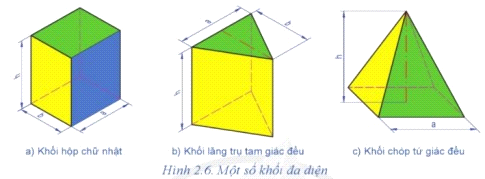 h
b
a
h
a
b
h
a
a) Khối hộp chữ nhật
b) Khối lăng trụ tam giác đều
c) Khối chóp tứ giác đều
Hình 2.6. Một số khối đa diện